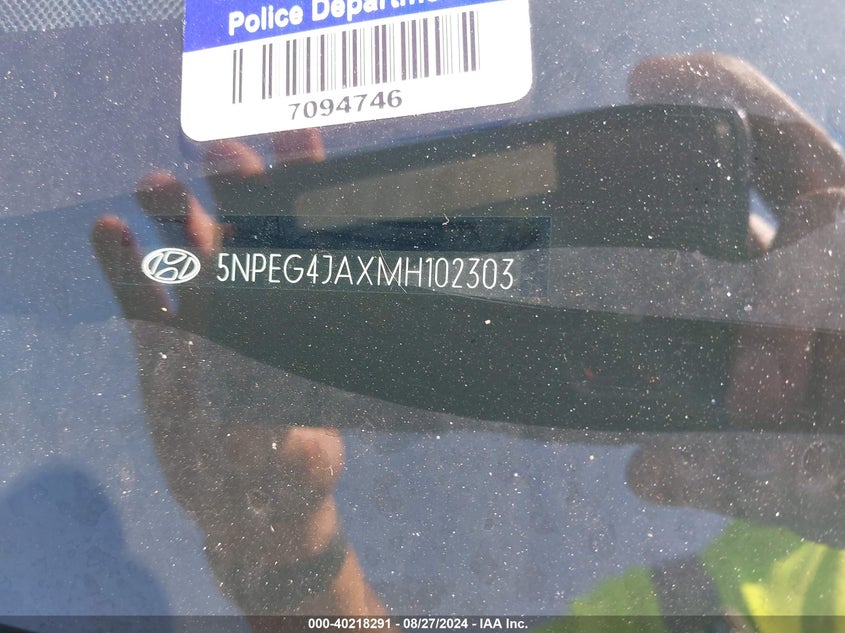 Police Departme
7094746
5NPEG4JAXMH102303
000-40218291 - 08/27/2024 - IAA Inc.